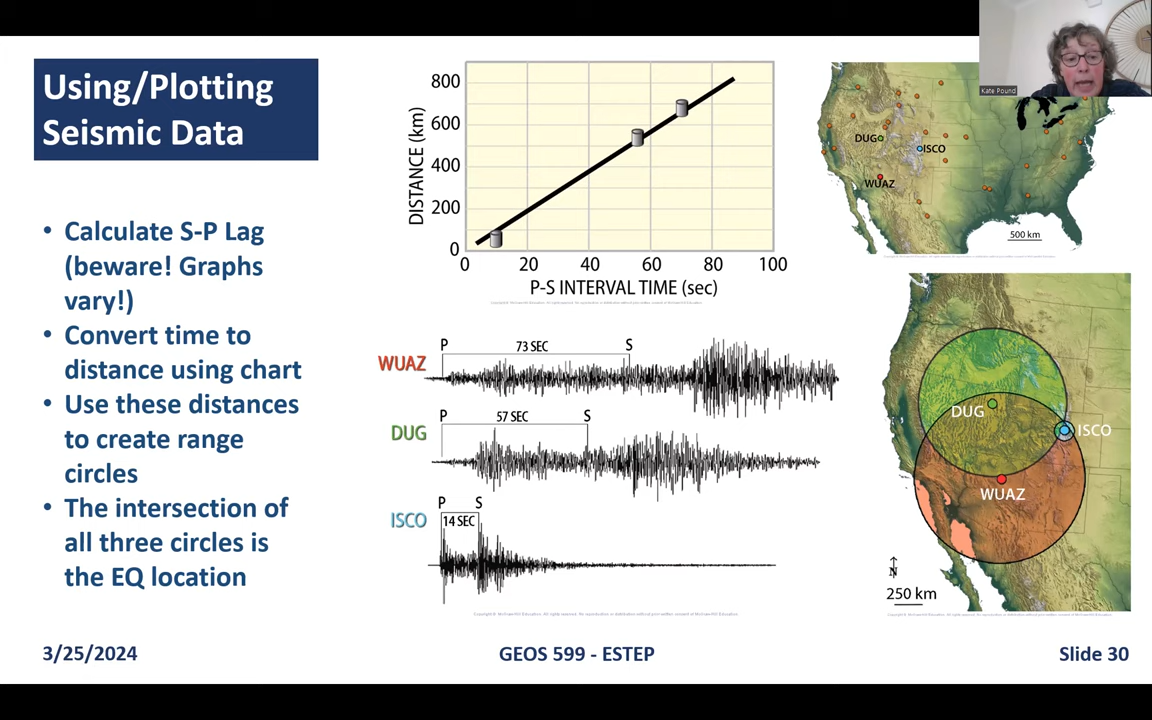 Using/Plotting
Seismic Data
• Calculate S-P Lag
(beware! Graphs
vary!)
• Convert time to
distance using chart
• Use these distances
to create range
circles
• The intersection of
all three circles is
the EQ location
DISTANCE (km)
800
600
400
200
0
0 20 40 60 80 100
P-S INTERVAL TIME (sec)
WUAZ
P 73 SEC S
DUG
P 57 SEC S
ISCO
P S
14 SEC
Kate Pound
DUG
ISCO
WUAZ
500 km
DUG
ISCO
WUAZ
N
250 km
3/25/2024
GEOS 599 - ESTEP
Slide 30